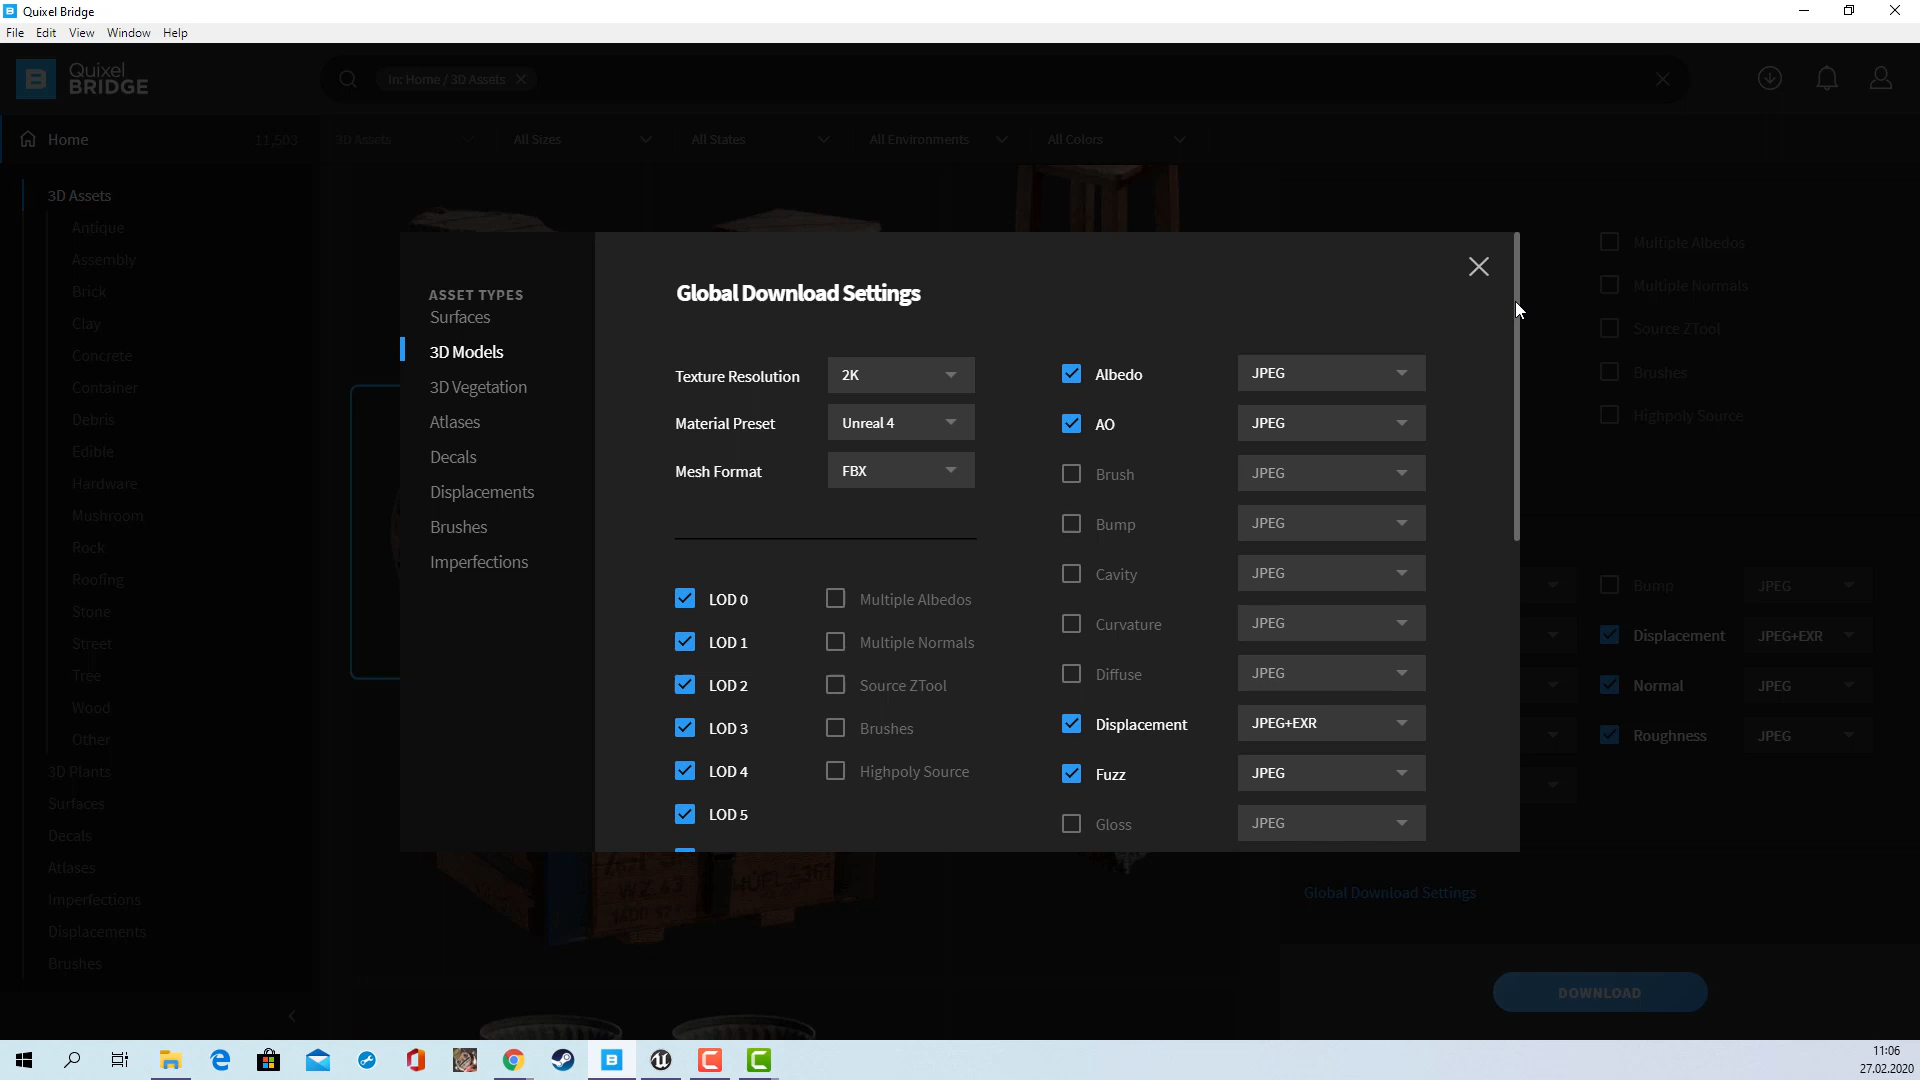 Quixel Bridge
File Edit View Window Help
B Quixel BRIDGE
In: Home / 3D Assets
Home 11,503
3D Assets All Sizes All States All Environments All Colors
3D Assets
Antique
Assembly
Brick
Clay
Concrete
Container
Debris
Edible
Hardware
Mushroom
Rock
Roofing
Stone
Street
Tree
Wood
Other
3D Plants
Surfaces
Decals
Atlases
Imperfections
Displacements
Brushes
ASSET TYPES
Surfaces
3D Models
3D Vegetation
Atlases
Decals
Displacements
Brushes
Imperfections
Global Download Settings
Texture Resolution 2K
Material Preset Unreal 4
Mesh Format FBX
LOD 0 Multiple Albedos
LOD 1 Multiple Normals
LOD 2 Source ZTool
LOD 3 Brushes
LOD 4 Highpoly Source
LOD 5
Albedo JPEG
AO JPEG
Brush JPEG
Bump JPEG
Cavity JPEG
Curvature JPEG
Diffuse JPEG
Displacement JPEG+EXR
Fuzz JPEG
Gloss JPEG
Multiple Albedos
Multiple Normals
Source ZTool
Brushes
Highpoly Source
Bump JPEG
Displacement JPEG+EXR
Normal JPEG
Roughness JPEG
Global Download Settings
DOWNLOAD
11:06
27.02.2020